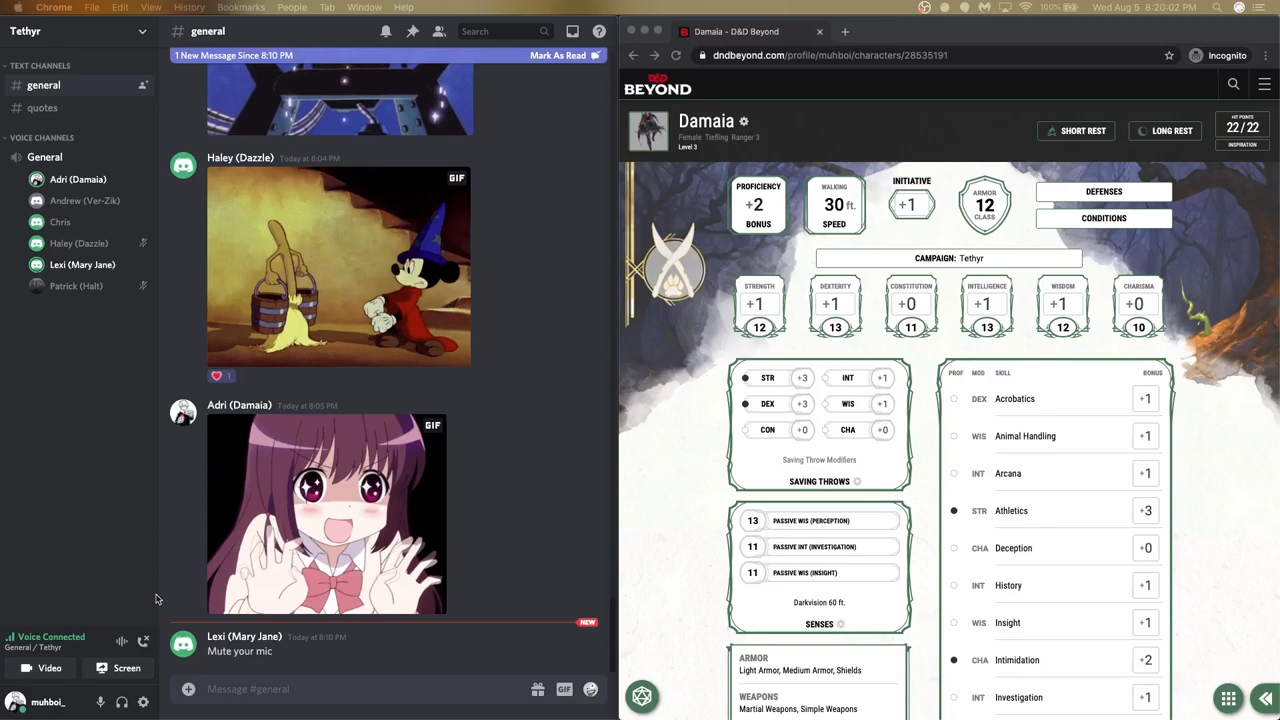 Chrome File Edit View History Bookmarks People Tab Window Help
Wed Aug 5 8:20:02 PM
Tethyr
TEXT CHANNELS
# general
# quotes
VOICE CHANNELS
General
Adri (Damaia)
Andrew (Ver-Zik)
Chris
Haley (Dazzle)
Lexi (Mary Jane)
Patrick (Halt)
Voice Connected
General / Tethyr
Video
Screen
muhboi_
# general
Search
1 New Message Since 8:10 PM
Mark As Read
Haley (Dazzle) Today at 8:04 PM
GIF
1
Adri (Damaia) Today at 8:05 PM
GIF
NEW
Lexi (Mary Jane) Today at 8:10 PM
Mute your mic
Message #general
GIF
Damaia - D&D Beyond
dndbeyond.com/profile/muhboi/characters/28535191
Incognito
D&D
BEYOND
Damaia
Female Tiefling Ranger 3
Level 3
SHORT REST
LONG REST
HIT POINTS
22/22
INSPIRATION
PROFICIENCY
+2
BONUS
WALKING
30 ft.
SPEED
INITIATIVE
+1
ARMOR
12
CLASS
DEFENSES
CONDITIONS
CAMPAIGN: Tethyr
STRENGTH
+1
12
DEXTERITY
+1
13
CONSTITUTION
+0
11
INTELLIGENCE
+1
13
WISDOM
+1
12
CHARISMA
+0
10
STR +3
INT +1
DEX +3
WIS +1
CON +0
CHA +0
Saving Throw Modifiers
SAVING THROWS
13 PASSIVE WIS (PERCEPTION)
11 PASSIVE INT (INVESTIGATION)
11 PASSIVE WIS (INSIGHT)
Darkvision 60 ft.
SENSES
ARMOR
Light Armor, Medium Armor, Shields
WEAPONS
Martial Weapons, Simple Weapons
PROF MOD SKILL BONUS
DEX Acrobatics +1
WIS Animal Handling +1
INT Arcana +1
STR Athletics +3
CHA Deception +0
INT History +1
WIS Insight +1
CHA Intimidation +2
INT Investigation +1